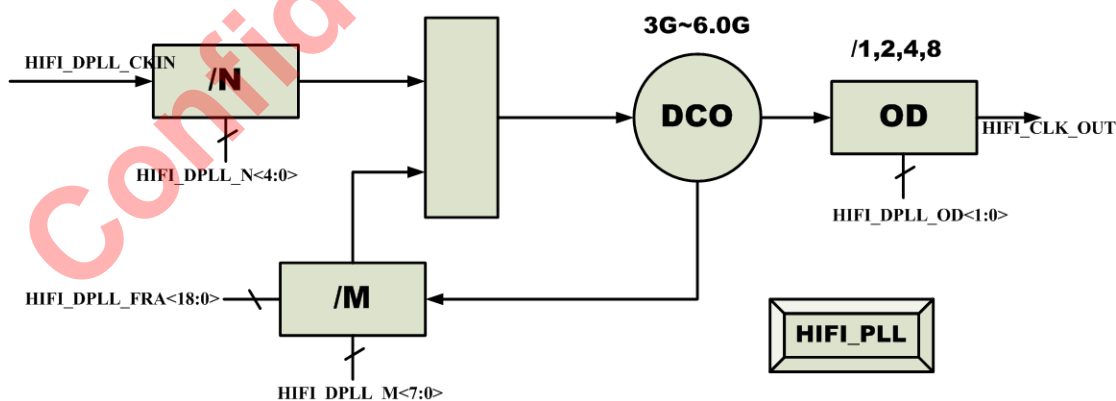 3G~6.0G
/1,2,4,8
HIFI_DPLL_CKIN
/N
DCO
OD
HIFI_CLK_OUT
HIFI_DPLL_N<4:0>
HIFI_DPLL_OD<1:0>
HIFI_DPLL_FRA<18:0>
/M
HIFI_PLL
HIFI_DPLL_M<7:0>
Confid